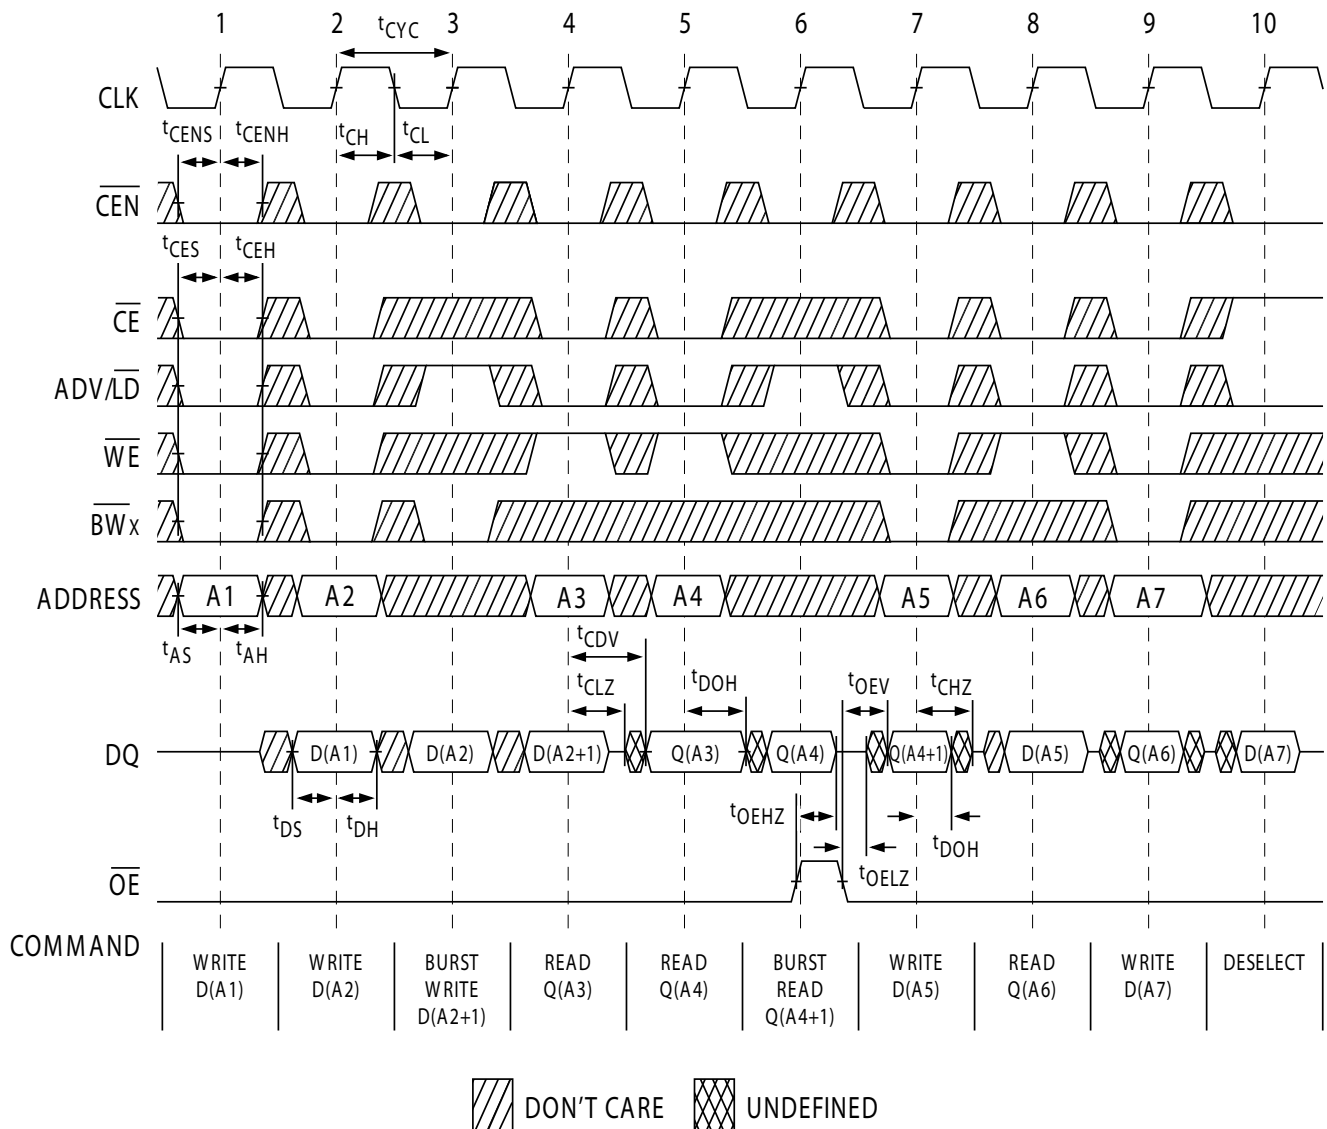 1 2 3 4 5 6 7 8 9 10
tCYC
CLK
tCENS tCENH tCH tCL
CEN
tCES tCEH
CE
ADV/LD
WE
BWx
ADDRESS A1 A2 A3 A4 A5 A6 A7
tAS tAH tCDV
tCLZ tDOH tOEV tCHZ
DQ D(A1) D(A2) D(A2+1) Q(A3) Q(A4) Q(A4+1) D(A5) Q(A6) D(A7)
tDS tDH tOEHZ tDOH
tOELZ
OE
COMMAND
WRITE WRITE BURST READ READ BURST WRITE READ WRITE DESELECT
D(A1) D(A2) WRITE Q(A3) Q(A4) READ D(A5) Q(A6) D(A7)
D(A2+1) Q(A4+1)
DON'T CARE UNDEFINED